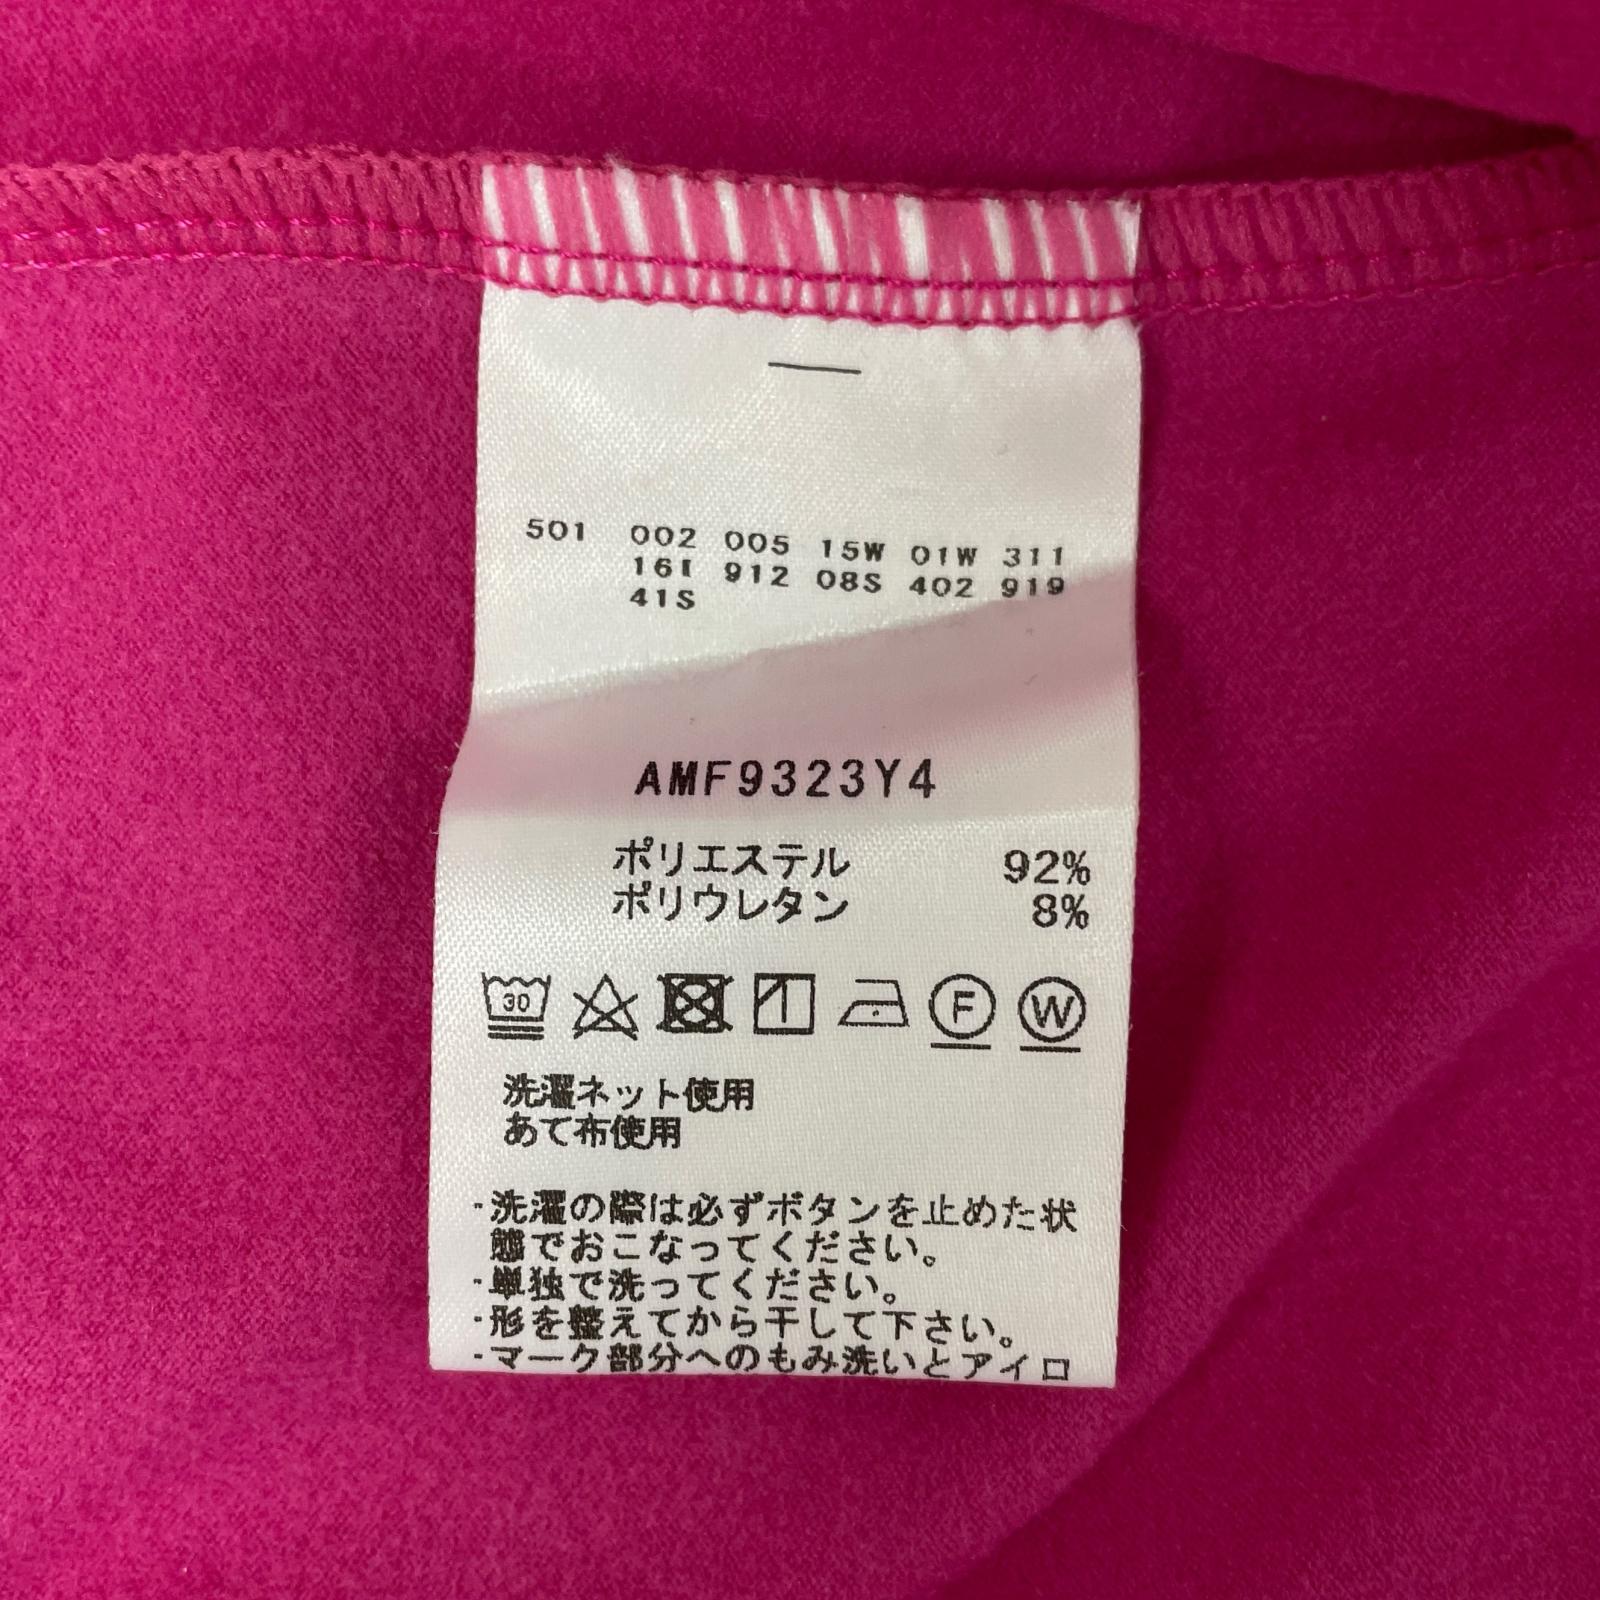 501 002 005 15W 01W 311
16I 912 08S 402 919
41S
AMF9323Y4
ポリエステル 92%
ポリウレタン 8%
30
F
W
洗濯ネット使用
あて布使用
・洗濯の際は必ずボタンを止めた状
態でおこなってください。
・単独で洗ってください。
・形を整えてから干して下さい。
・マーク部分へのもみ洗いとアイロ